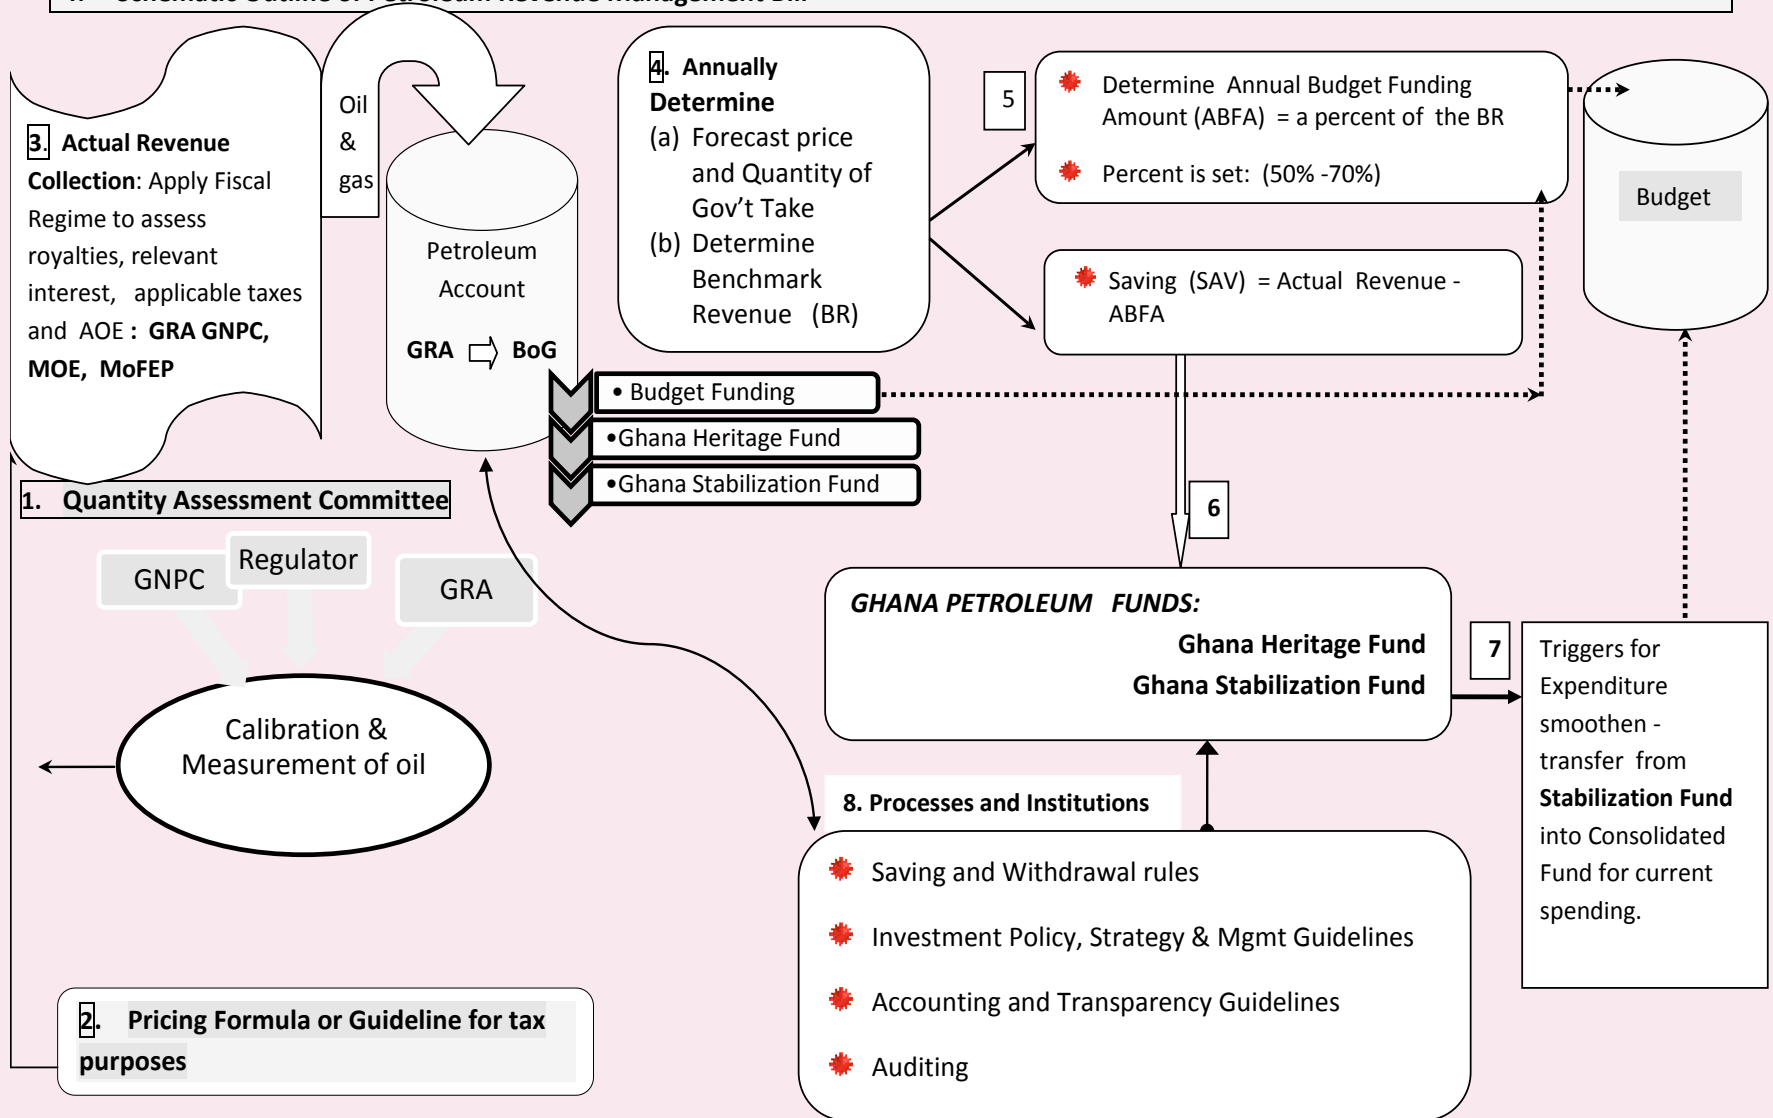 3. Actual Revenue
Collection: Apply Fiscal
Regime to assess
royalties, relevant
interest, applicable taxes
and AOE : GRA GNPC,
MOE, MoFEP
Oil
&
gas
Petroleum
Account
GRA BoG
• Budget Funding
•Ghana Heritage Fund
•Ghana Stabilization Fund
4. Annually
Determine
(a) Forecast price
and Quantity of
Gov’t Take
(b) Determine
Benchmark
Revenue (BR)
5
Determine Annual Budget Funding
Amount (ABFA) = a percent of the BR
Percent is set: (50% -70%)
Saving (SAV) = Actual Revenue -
ABFA
Budget
1. Quantity Assessment Committee
GNPC
Regulator
GRA
Calibration &
Measurement of oil
2. Pricing Formula or Guideline for tax
purposes
6
GHANA PETROLEUM FUNDS:
Ghana Heritage Fund
Ghana Stabilization Fund
7
Triggers for
Expenditure
smoothen -
transfer from
Stabilization Fund
into Consolidated
Fund for current
spending.
8. Processes and Institutions
Saving and Withdrawal rules
Investment Policy, Strategy & Mgmt Guidelines
Accounting and Transparency Guidelines
Auditing